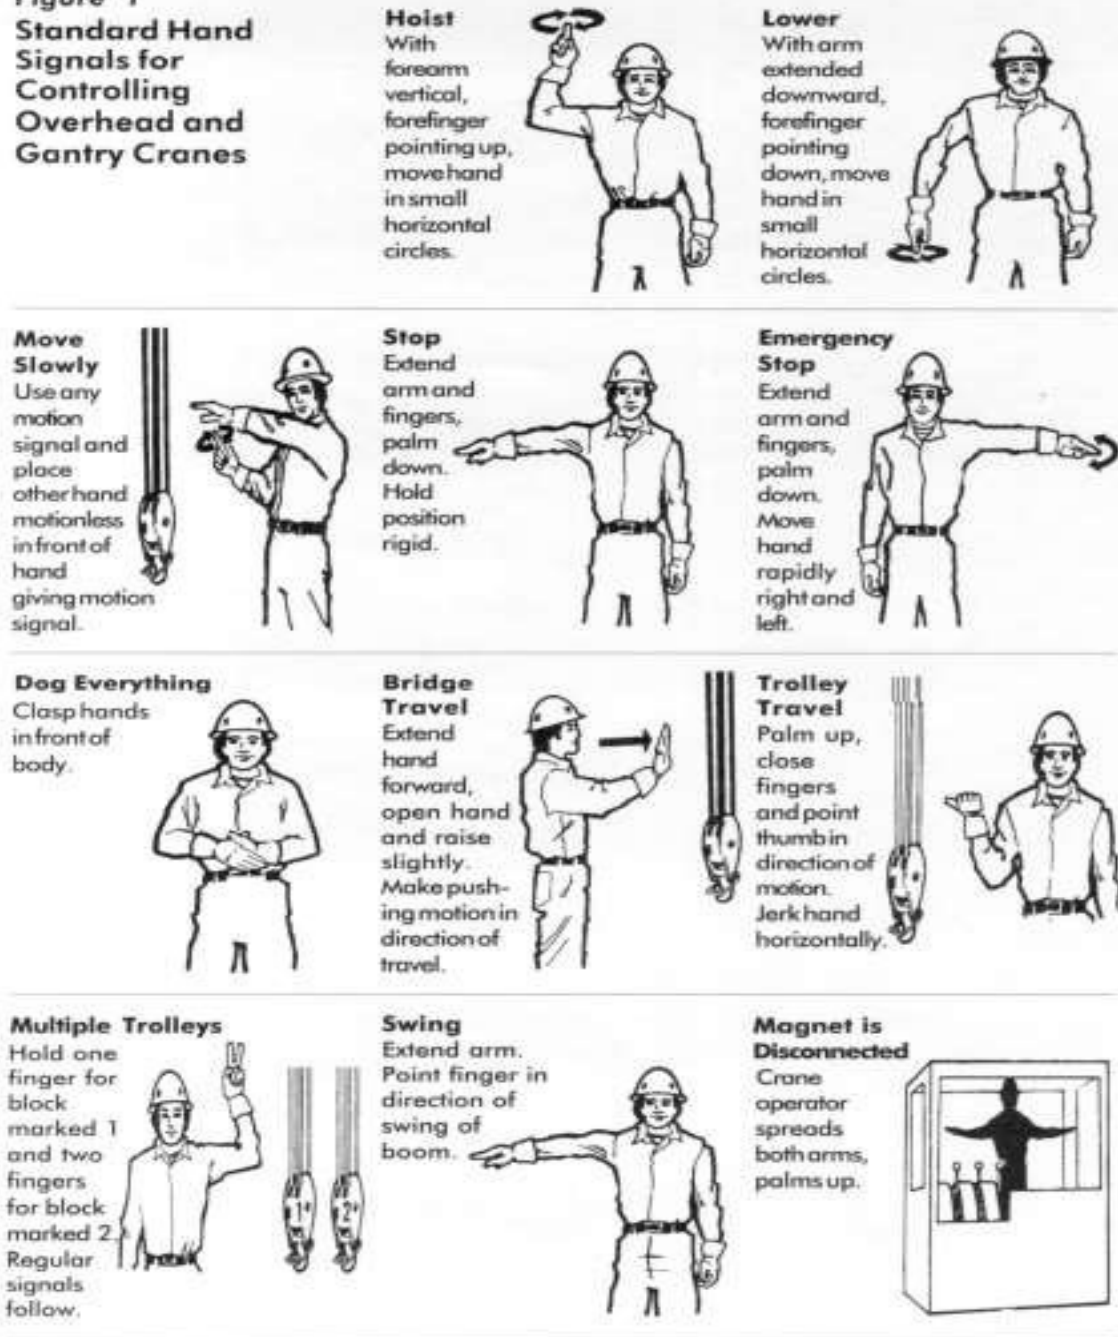 Figure 1
Standard Hand
Signals for
Controlling
Overhead and
Gantry Cranes
Hoist
With
forearm
vertical,
forefinger
pointing up,
move hand
in small
horizontal
circles.
Lower
With arm
extended
downward,
forefinger
pointing
down, move
hand in
small
horizontal
circles.
Move
Slowly
Use any
motion
signal and
place
other hand
motionless
in front of
hand
giving motion
signal.
Stop
Extend
arm and
fingers,
palm
down.
Hold
position
rigid.
Emergency
Stop
Extend
arm and
fingers,
palm
down.
Move
hand
rapidly
right and
left.
Dog Everything
Clasp hands
in front of
body.
Bridge
Travel
Extend
hand
forward,
open hand
and raise
slightly.
Make push-
ing motion in
direction of
travel.
Trolley
Travel
Palm up,
close
fingers
and point
thumb in
direction of
motion.
Jerk hand
horizontally.
Multiple Trolleys
Hold one
finger for
block
marked 1
and two
fingers
for block
marked 2.
Regular
signals
follow.
1
2
Swing
Extend arm.
Point finger in
direction of
swing of
boom.
Magnet is
Disconnected
Crane
operator
spreads
both arms,
palms up.